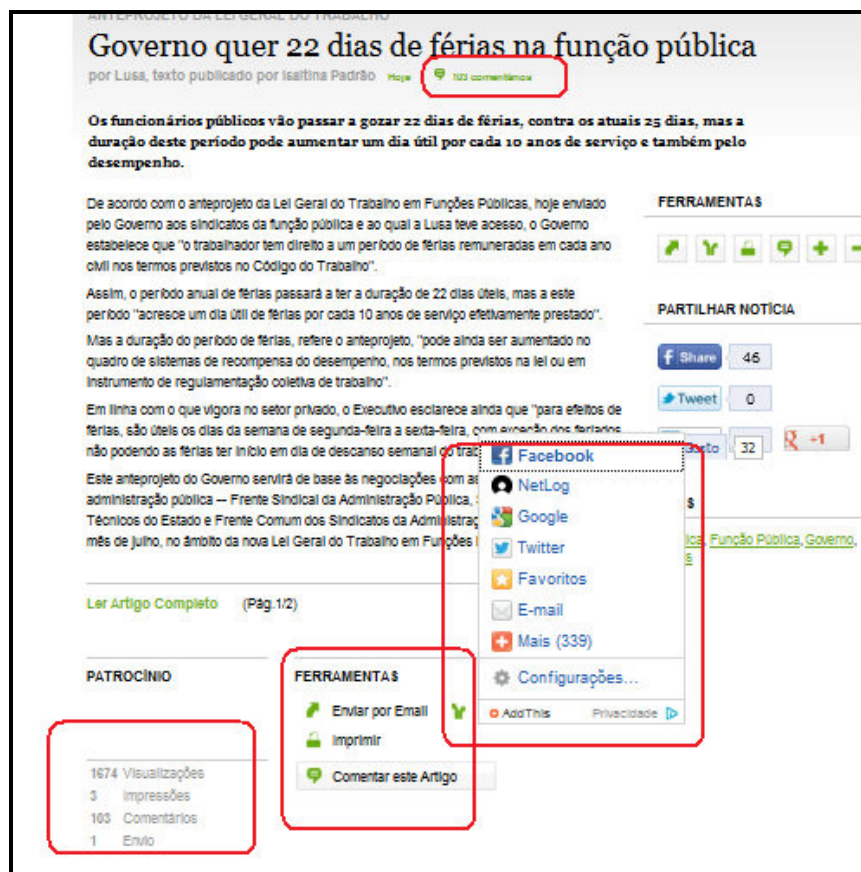 ANTEPROJETO DA LEI GERAL DO TRABALHO
Governo quer 22 dias de férias na função pública
por Lusa, texto publicado por Isaltina Padrão Hoje 103 comentários
Os funcionários públicos vão passar a gozar 22 dias de férias, contra os atuais 25 dias, mas a
duração deste período pode aumentar um dia útil por cada 10 anos de serviço e também pelo
desempenho.
De acordo com o anteprojeto da Lei Geral do Trabalho em Funções Públicas, hoje enviado
pelo Governo aos sindicatos da função pública e ao qual a Lusa teve acesso, o Governo
estabelece que "o trabalhador tem direito a um período de férias remuneradas em cada ano
civil nos termos previstos no Código do Trabalho".
Assim, o período anual de férias passará a ter a duração de 22 dias úteis, mas a este
período "acresce um dia útil de férias por cada 10 anos de serviço efetivamente prestado".
Mas a duração do período de férias, refere o anteprojeto, "pode ainda ser aumentado no
quadro de sistemas de recompensa do desempenho, nos termos previstos na lei ou em
instrumento de regulamentação coletiva de trabalho".
Em linha com o que vigora no setor privado, o Executivo esclarece ainda que "para efeitos de
férias, são úteis os dias da semana de segunda-feira a sexta-feira, com exceção dos feriados
não podendo as férias ter início em dia de descanso semanal do
Este anteprojeto do Governo servirá de base às negociações com
administração pública -- Frente Sindical da Administração Pública,
Técnicos do Estado e Frente Comum dos Sindicatos da
mês de julho, no âmbito da nova Lei Geral do Trabalho em Funções
Ler Artigo Completo (Pág.1/2)
FERRAMENTAS
PARTILHAR NOTÍCIA
Share 46
Tweet 0
32 +1
S
Função Pública, Governo,
Facebook
NetLog
Google
Twitter
Favoritos
E-mail
Mais (339)
Configurações...
AddThis Privacidade
PATROCÍNIO
1674 Visualizações
3 Impressões
103 Comentários
1 Envio
FERRAMENTAS
Enviar por Email
Imprimir
Comentar este Artigo